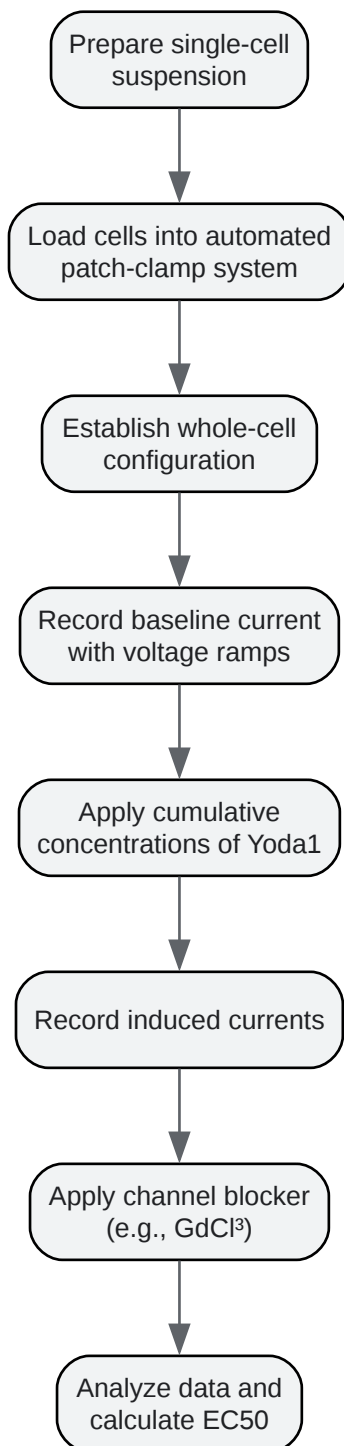 Prepare single-cell
suspension
Load cells into automated
patch-clamp system
Establish whole-cell
configuration
Record baseline current
with voltage ramps
Apply cumulative
concentrations of Yoda1
Record induced currents
Apply channel blocker
(e.g., GdCl³)
Analyze data and
calculate EC50